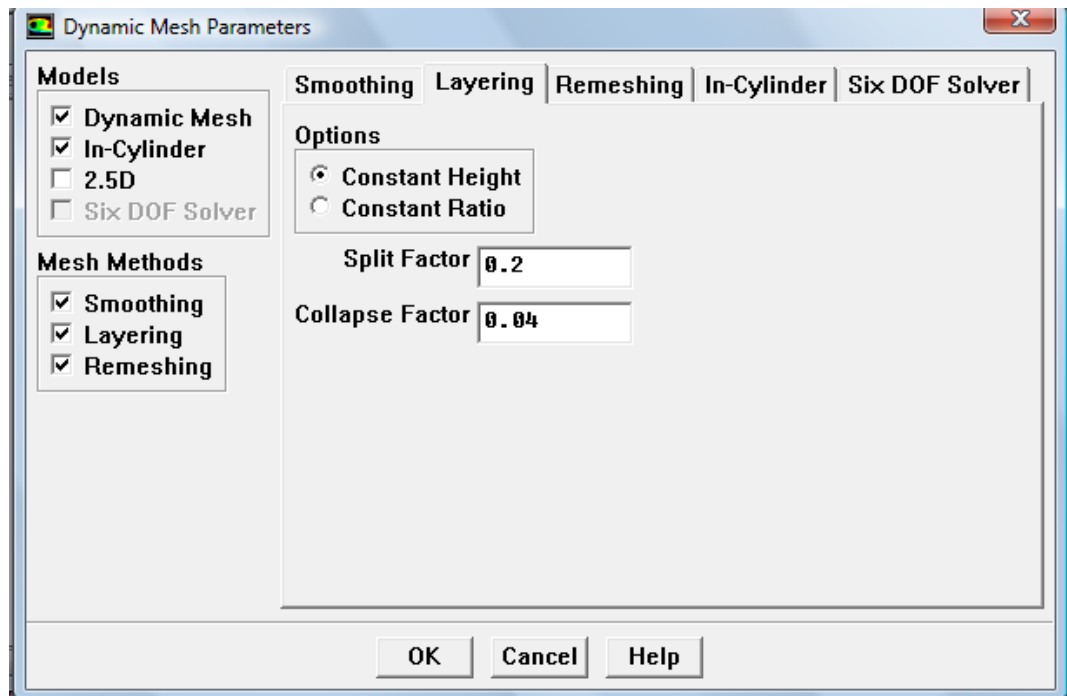 Dynamic Mesh Parameters
Models
Dynamic Mesh
In-Cylinder
2.5D
Six DOF Solver
Mesh Methods
Smoothing
Layering
Remeshing
Smoothing Layering Remeshing In-Cylinder Six DOF Solver
Options
Constant Height
Constant Ratio
Split Factor 0.2
Collapse Factor 0.04
OK Cancel Help